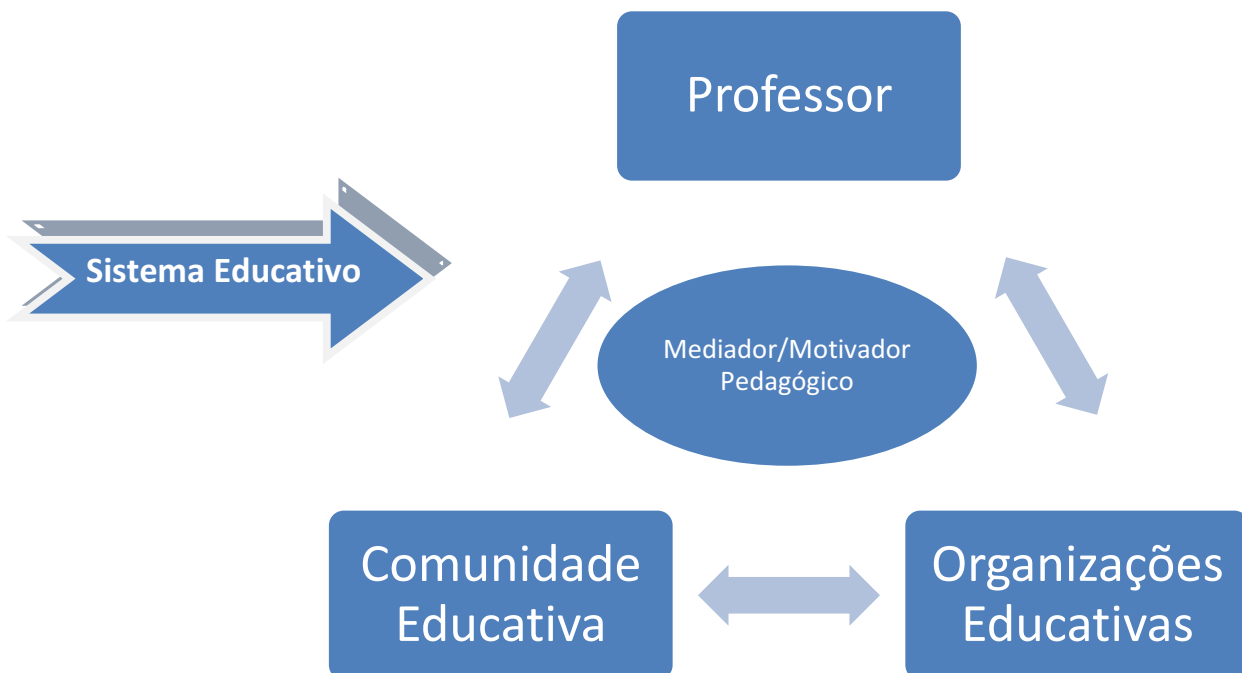 Professor
Sistema Educativo
Mediador/Motivador
Pedagógico
Comunidade
Educativa
Organizações
Educativas